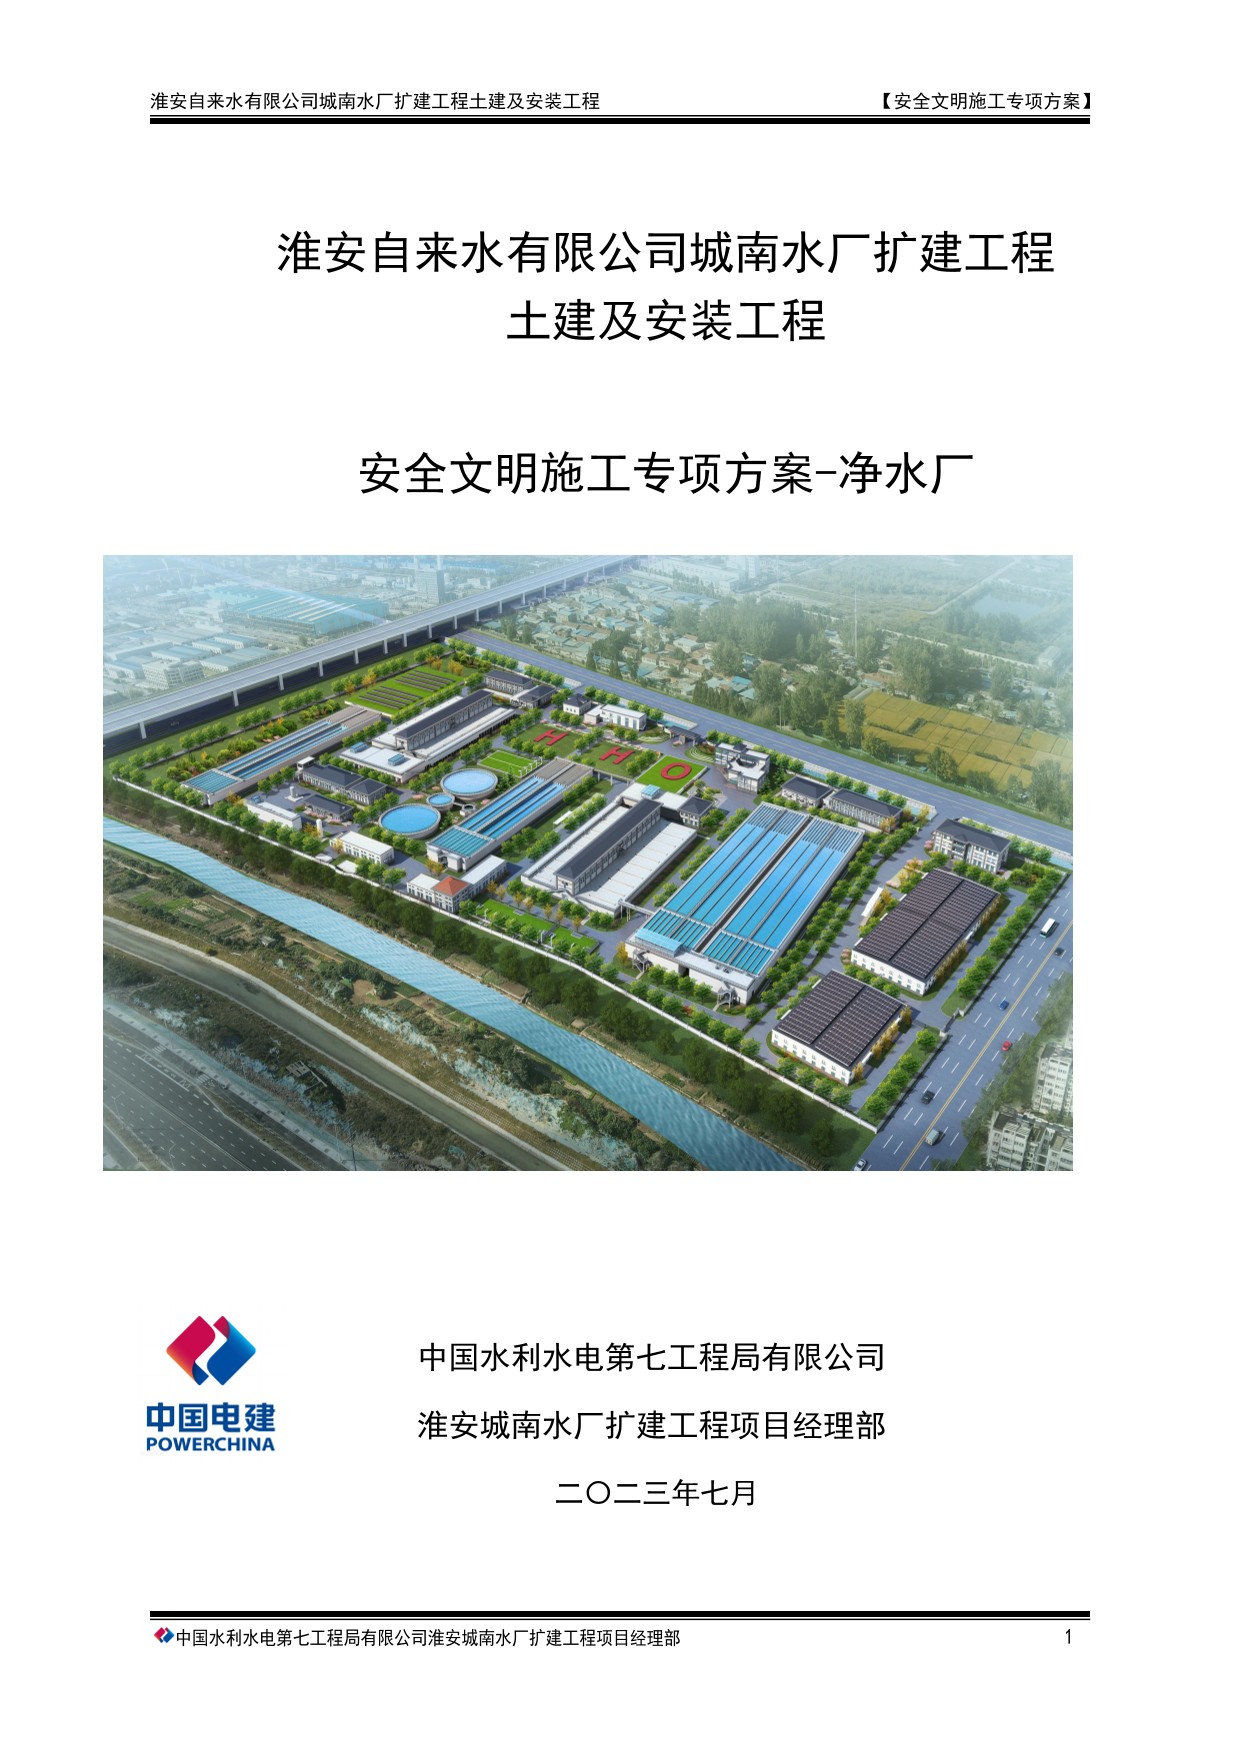 淮安自来水有限公司城南水厂扩建工程土建及安装工程 【安全文明施工专项方案】
淮安自来水有限公司城南水厂扩建工程
土建及安装工程
安全文明施工专项方案-净水厂
H H O
中国电建
POWERCHINA
中国水利水电第七工程局有限公司
淮安城南水厂扩建工程项目经理部
二〇二三年七月
中国水利水电第七工程局有限公司淮安城南水厂扩建工程项目经理部 1